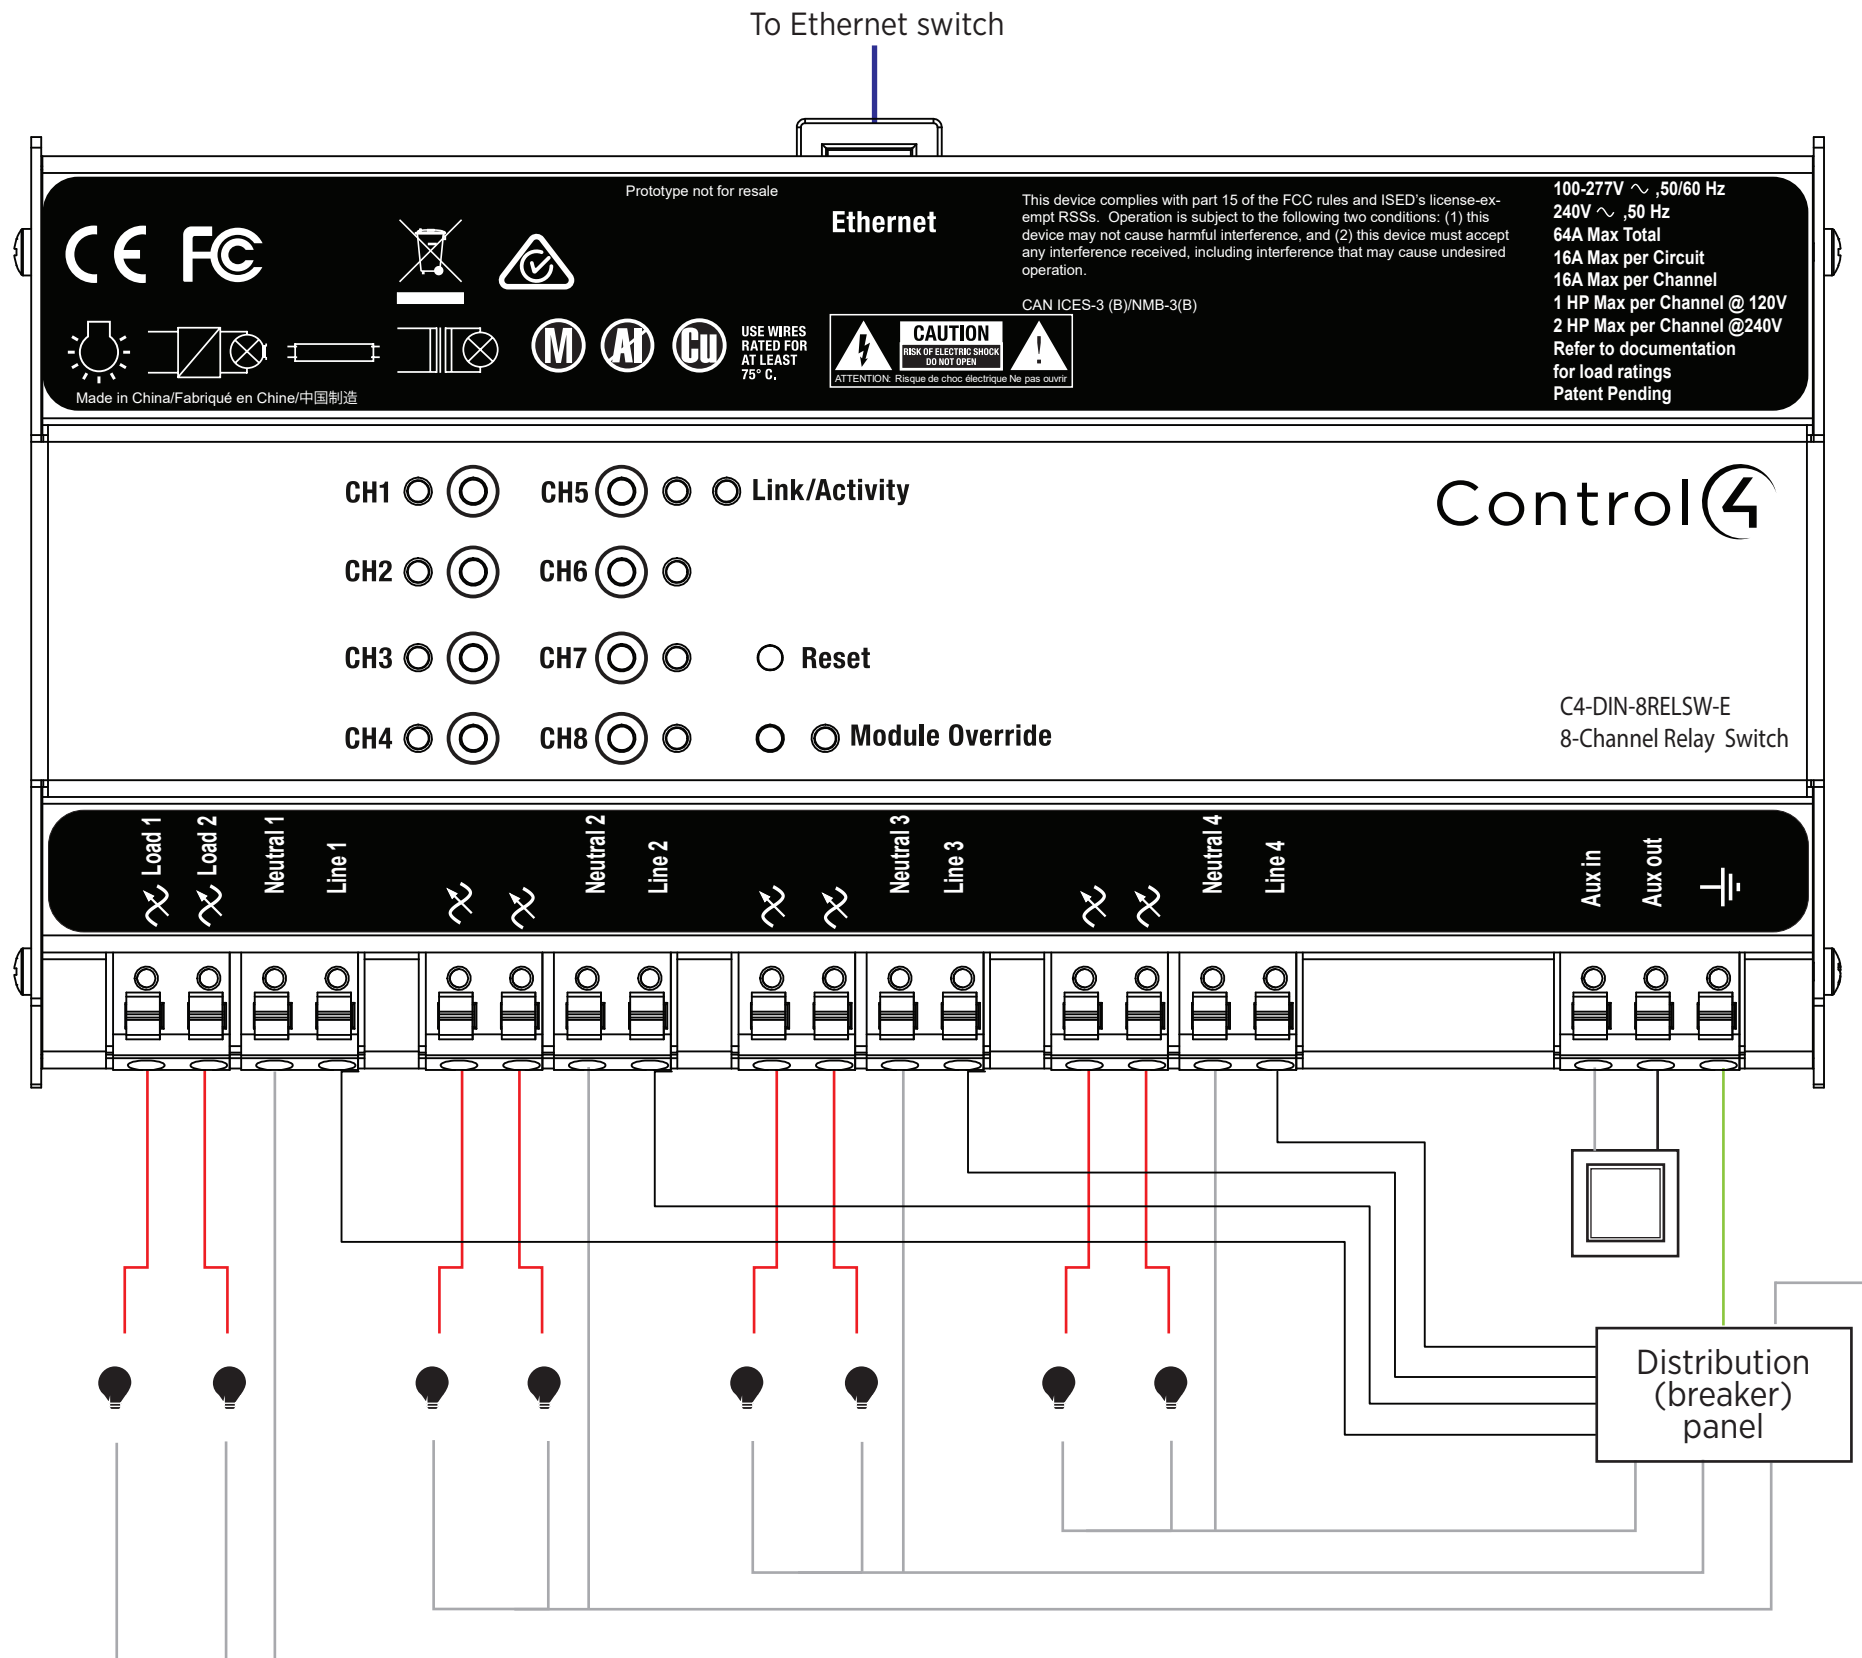 To Ethernet switch
Prototype not for resale
Ethernet
This device complies with part 15 of the FCC rules and ISED's license-ex-
empt RSSs. Operation is subject to the following two conditions: (1) this
device may not cause harmful interference, and (2) this device must accept
any interference received, including interference that may cause undesired
operation.
CAN ICES-3 (B)/NMB-3(B)
100-277V ~ ,50/60 Hz
240V ~ ,50 Hz
64A Max Total
16A Max per Circuit
16A Max per Channel
1 HP Max per Channel @ 120V
2 HP Max per Channel @240V
Refer to documentation
for load ratings
Patent Pending
CE FC
M Al Cu
USE WIRES
RATED FOR
AT LEAST
75° C.
CAUTION
RISK OF ELECTRIC SHOCK
DO NOT OPEN
ATTENTION: Risque de choc électrique Ne pas ouvrir
Made in China/Fabriqué en Chine/中国制造
CH1 CH5 Link/Activity
CH2 CH6
CH3 CH7 Reset
CH4 CH8 Module Override
Control4
C4-DIN-8RELSW-E
8-Channel Relay Switch
Load 1
Load 2
Neutral 1
Line 1
Neutral 2
Line 2
Neutral 3
Line 3
Neutral 4
Line 4
Aux in
Aux out
Distribution
(breaker)
panel